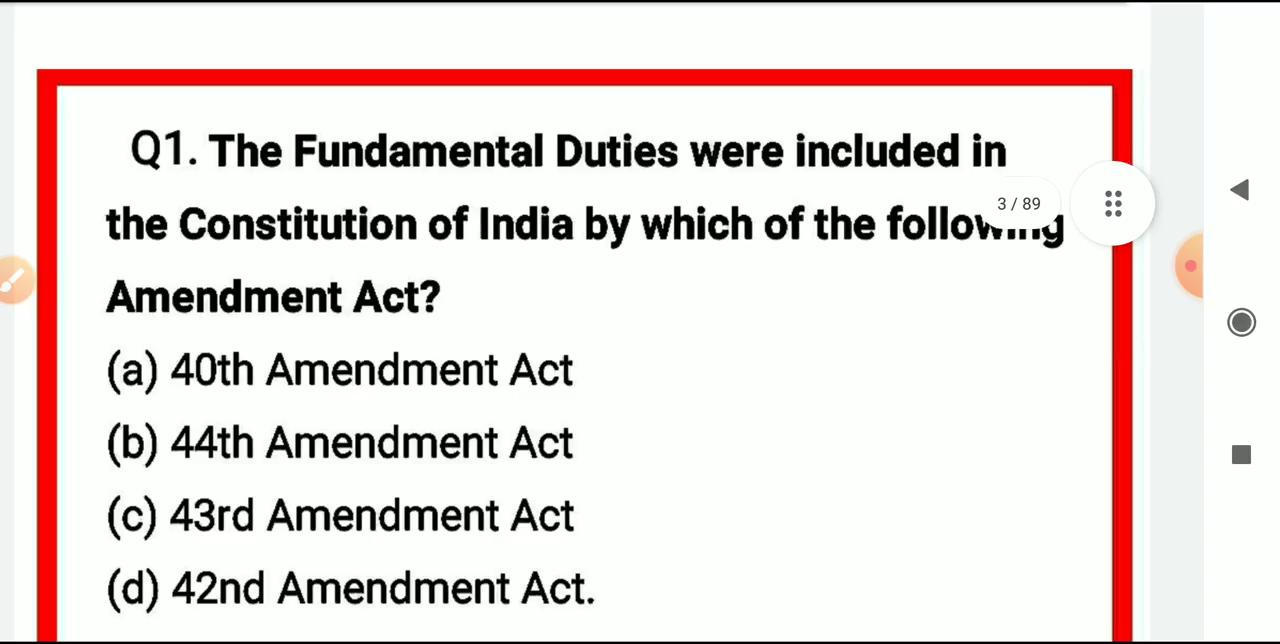 Q1. The Fundamental Duties were included in
3 / 89
the Constitution of India by which of the following
Amendment Act?
(a) 40th Amendment Act
(b) 44th Amendment Act
(c) 43rd Amendment Act
(d) 42nd Amendment Act.